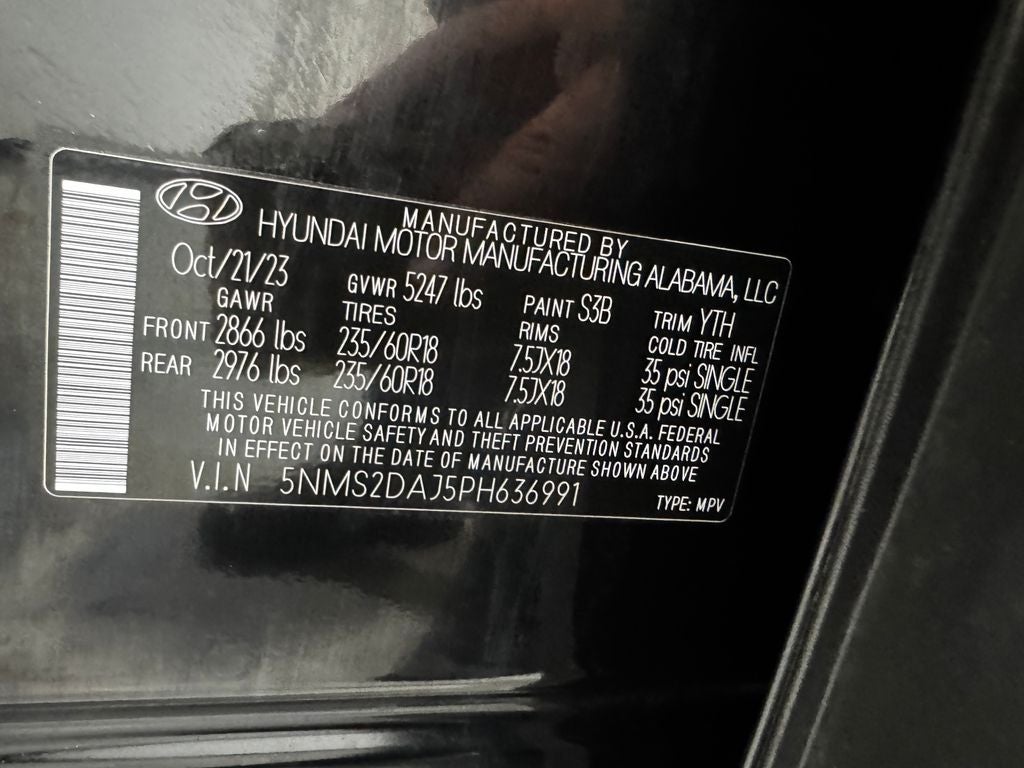 MANUFACTURED BY
HYUNDAI MOTOR MANUFACTURING ALABAMA, LLC
Oct/21/23 GVWR 5247 lbs PAINT S3B TRIM YTH
GAWR TIRES RIMS COLD TIRE INFL
FRONT 2866 lbs 235/60R18 7.5JX18 35 psi SINGLE
REAR 2976 lbs 235/60R18 7.5JX18 35 psi SINGLE
THIS VEHICLE CONFORMS TO ALL APPLICABLE U.S.A. FEDERAL
MOTOR VEHICLE SAFETY AND THEFT PREVENTION STANDARDS
IN EFFECT ON THE DATE OF MANUFACTURE SHOWN ABOVE
V.I.N 5NMS2DAJ5PH636991 TYPE: MPV